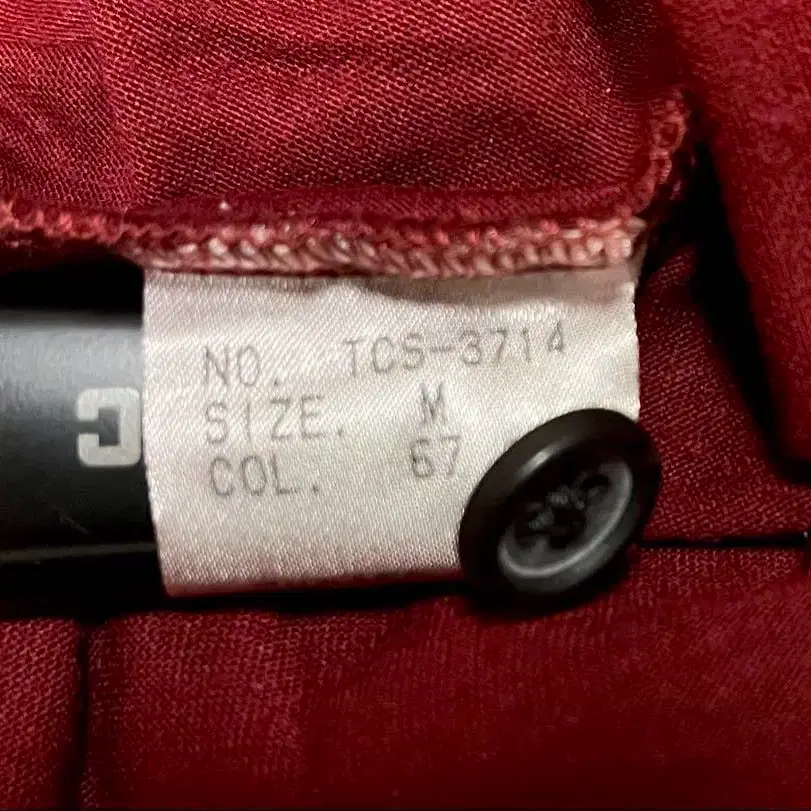 NO. TCS-3714
SIZE. M
COL. 67